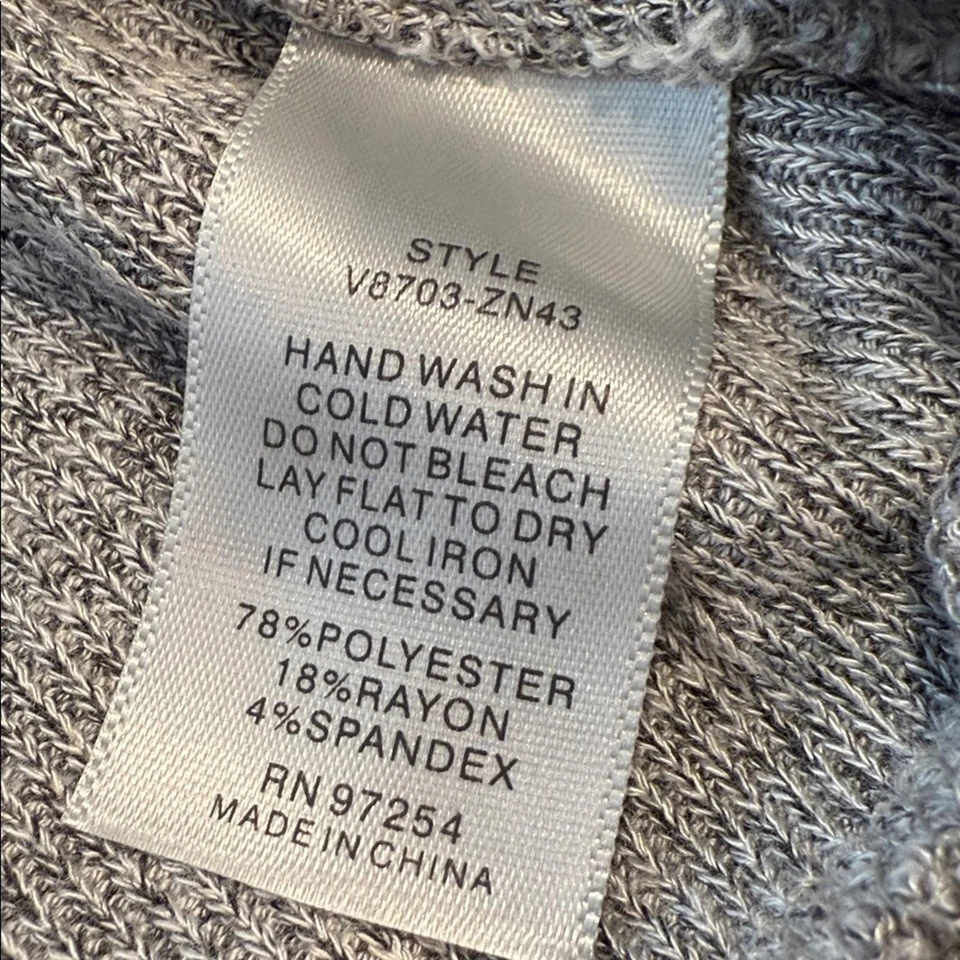 STYLE
V8703-ZN43
HAND WASH IN
COLD WATER
DO NOT BLEACH
LAY FLAT TO DRY
COOL IRON
IF NECESSARY
78%POLYESTER
18%RAYON
4%SPANDEX
RN 97254
MADE IN CHINA